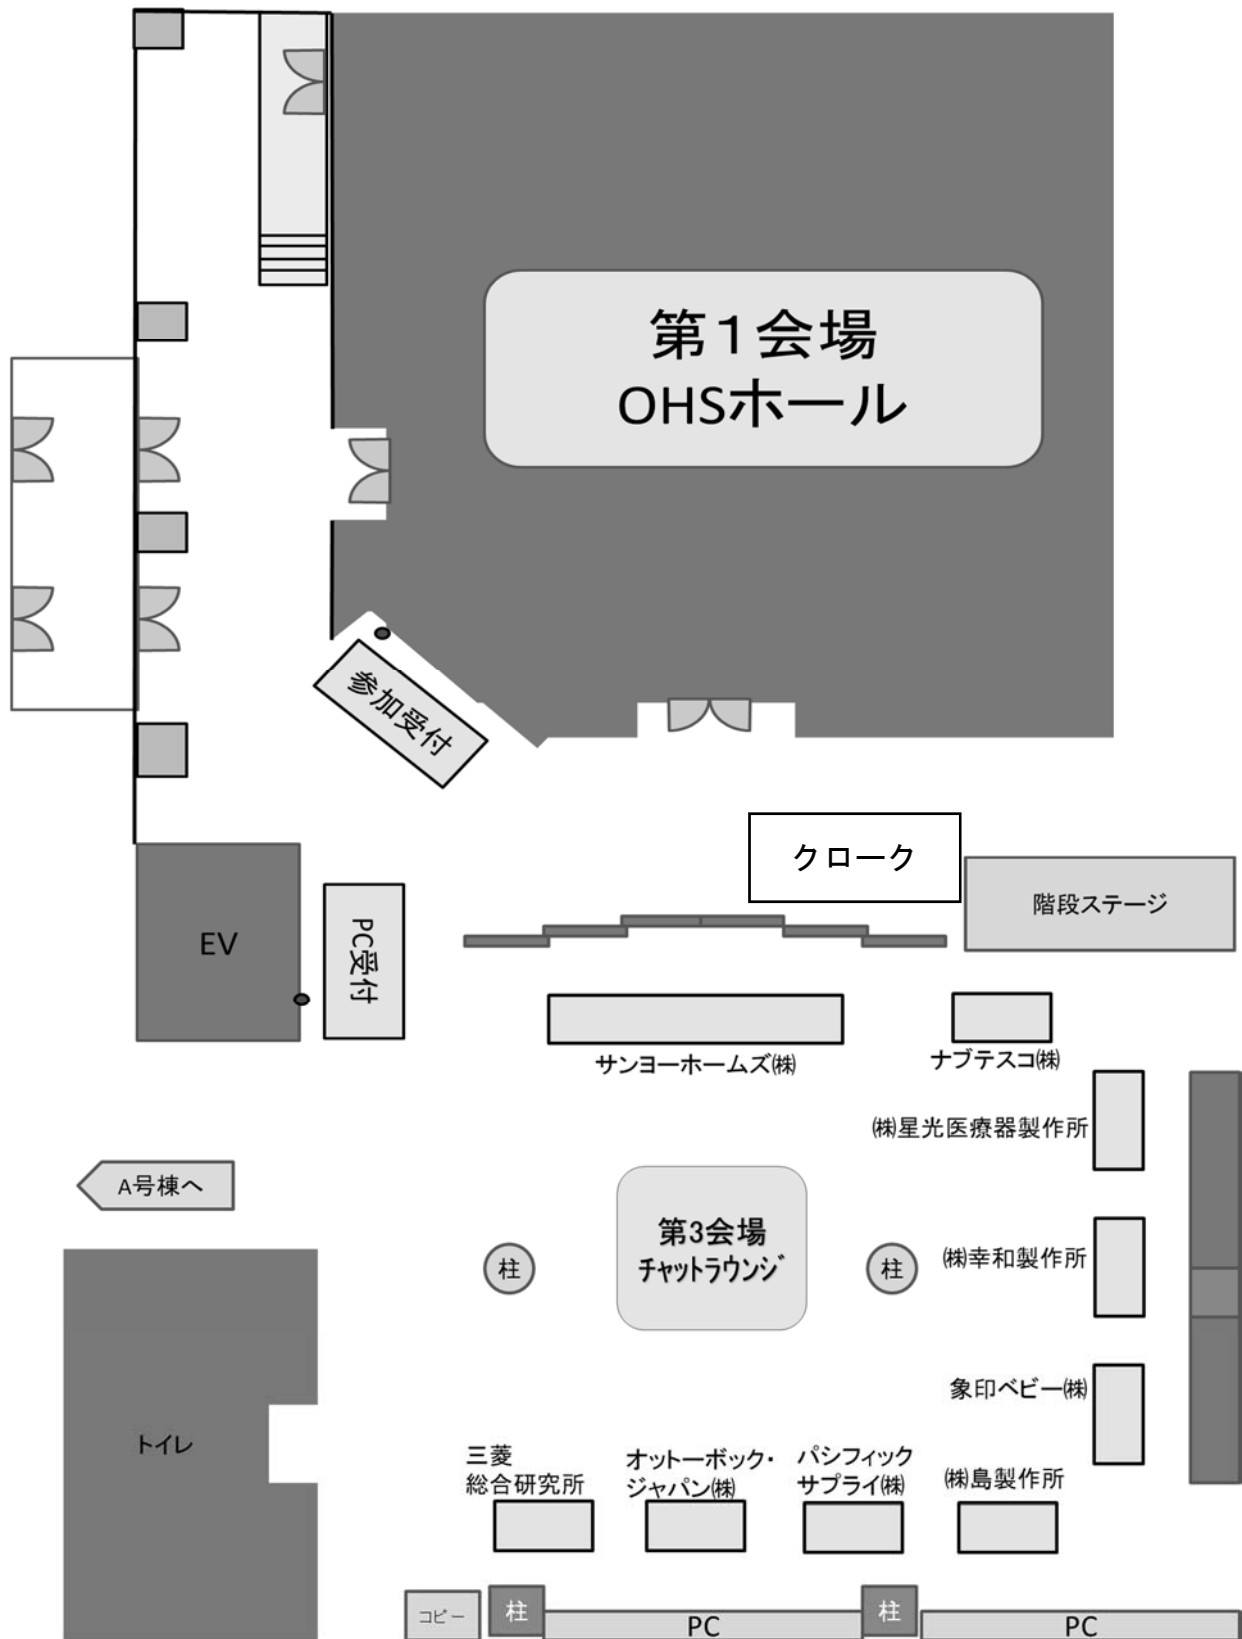 第１会場
OHSホール
参加受付
クローク
階段ステージ
EV
PC受付
サンヨーホームズ㈱
ナブテスコ㈱
㈱星光医療器製作所
A号棟へ
第3会場
チャットラウンジ
柱
柱
㈱幸和製作所
象印ベビー㈱
トイレ
三菱
総合研究所
オットーボック・
ジャパン㈱
パシフィック
サプライ㈱
㈱島製作所
コピー
柱
PC
柱
PC